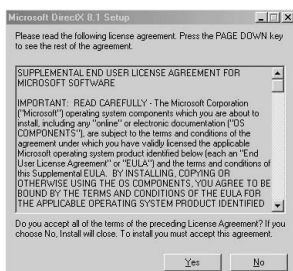 Microsoft DirectX 8.1 Setup
Please read the following license agreement. Press the PAGE DOWN key
to see the rest of the agreement.
SUPPLEMENTAL END USER LICENSE AGREEMENT FOR
MICROSOFT SOFTWARE
IMPORTANT: READ CAREFULLY - The Microsoft Corporation
("Microsoft") operating system components which you are about to
install, including any "online" or electronic documentation ("OS
COMPONENTS"), are subject to the terms and conditions of the
agreement under which you have validly licensed the applicable
Microsoft operating system product identified below (each an "End
User License Agreement" or "EULA") and the terms and conditions of
this Supplemental EULA. BY INSTALLING, COPYING OR
OTHERWISE USING THE OS COMPONENTS, YOU AGREE TO BE
BOUND BY THE TERMS AND CONDITIONS OF THE EULA FOR
THE APPLICABLE OPERATING SYSTEM PRODUCT IDENTIFIED
Do you accept all of the terms of the preceding License Agreement? If you
choose No, Install will close. To install you must accept this agreement.
Yes No